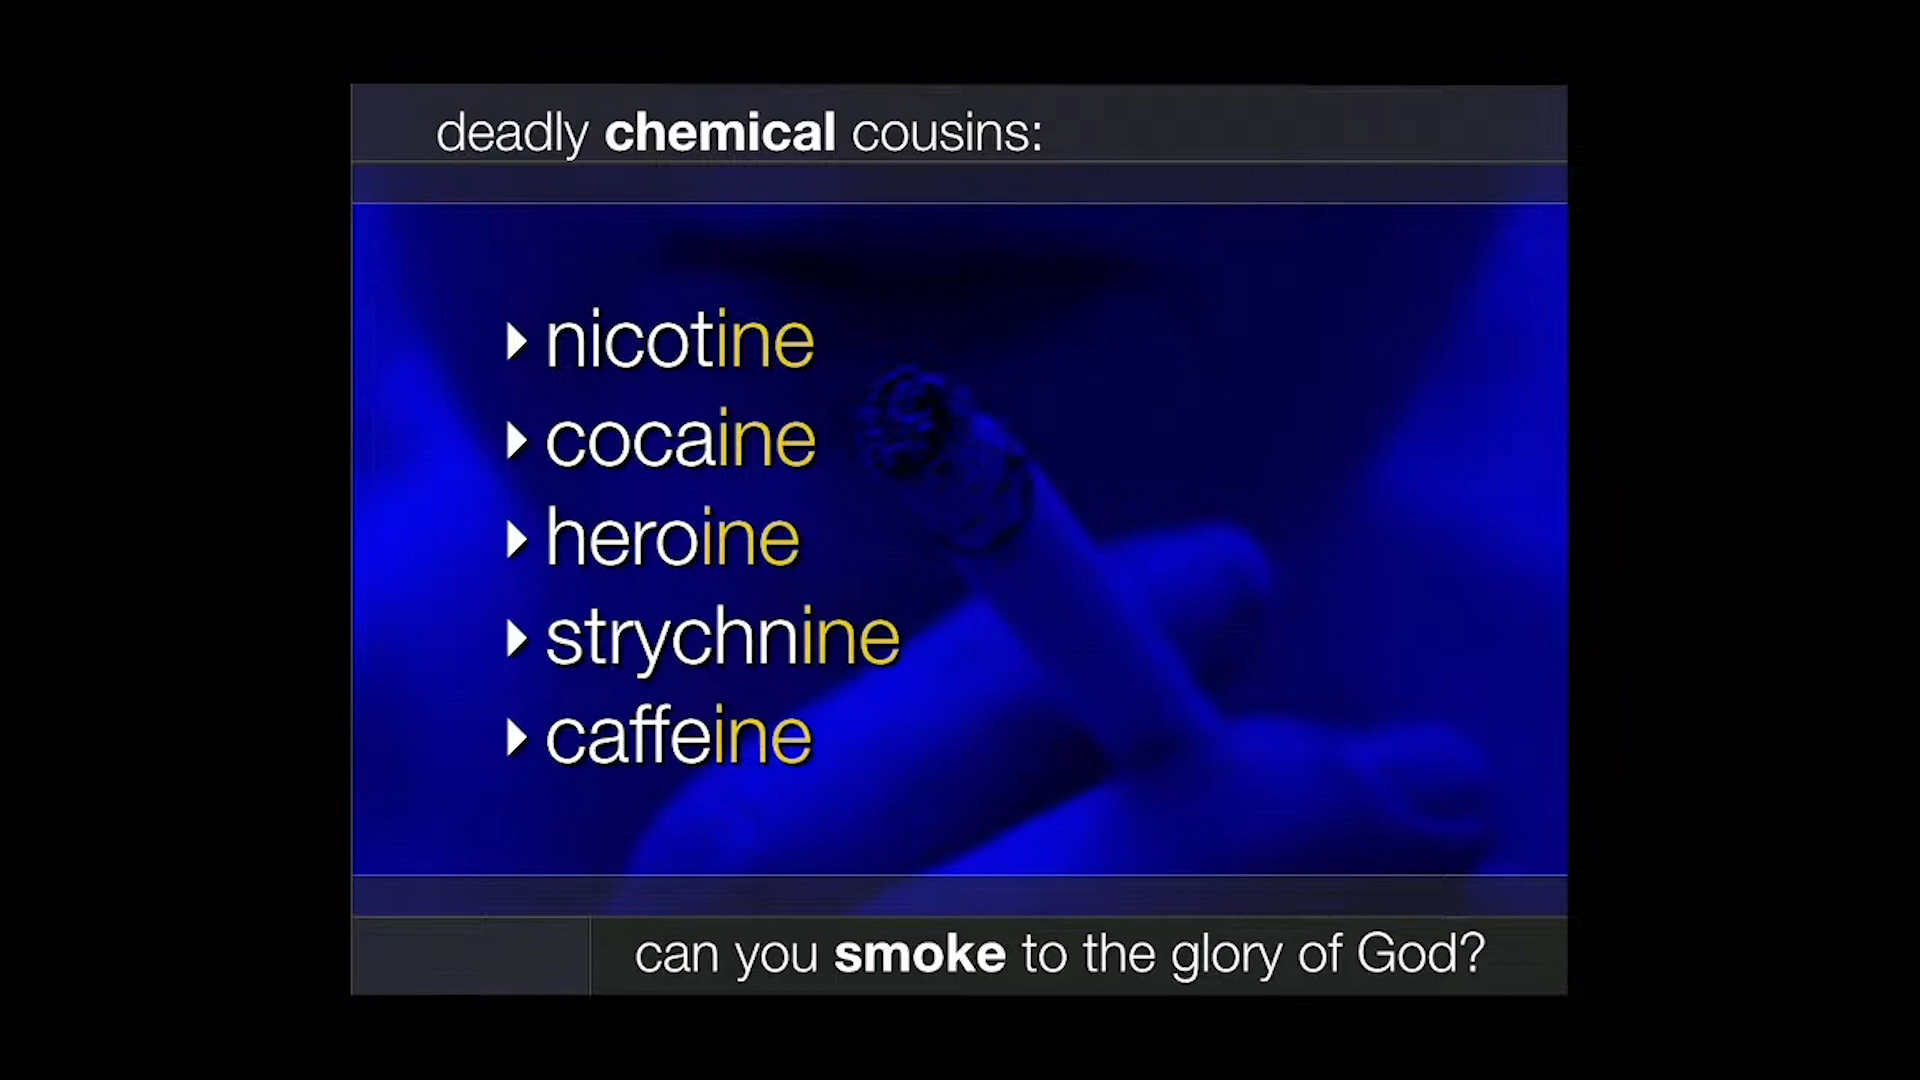 deadly chemical cousins:
nicotine
cocaine
heroine
strychnine
caffeine
can you smoke to the glory of God?